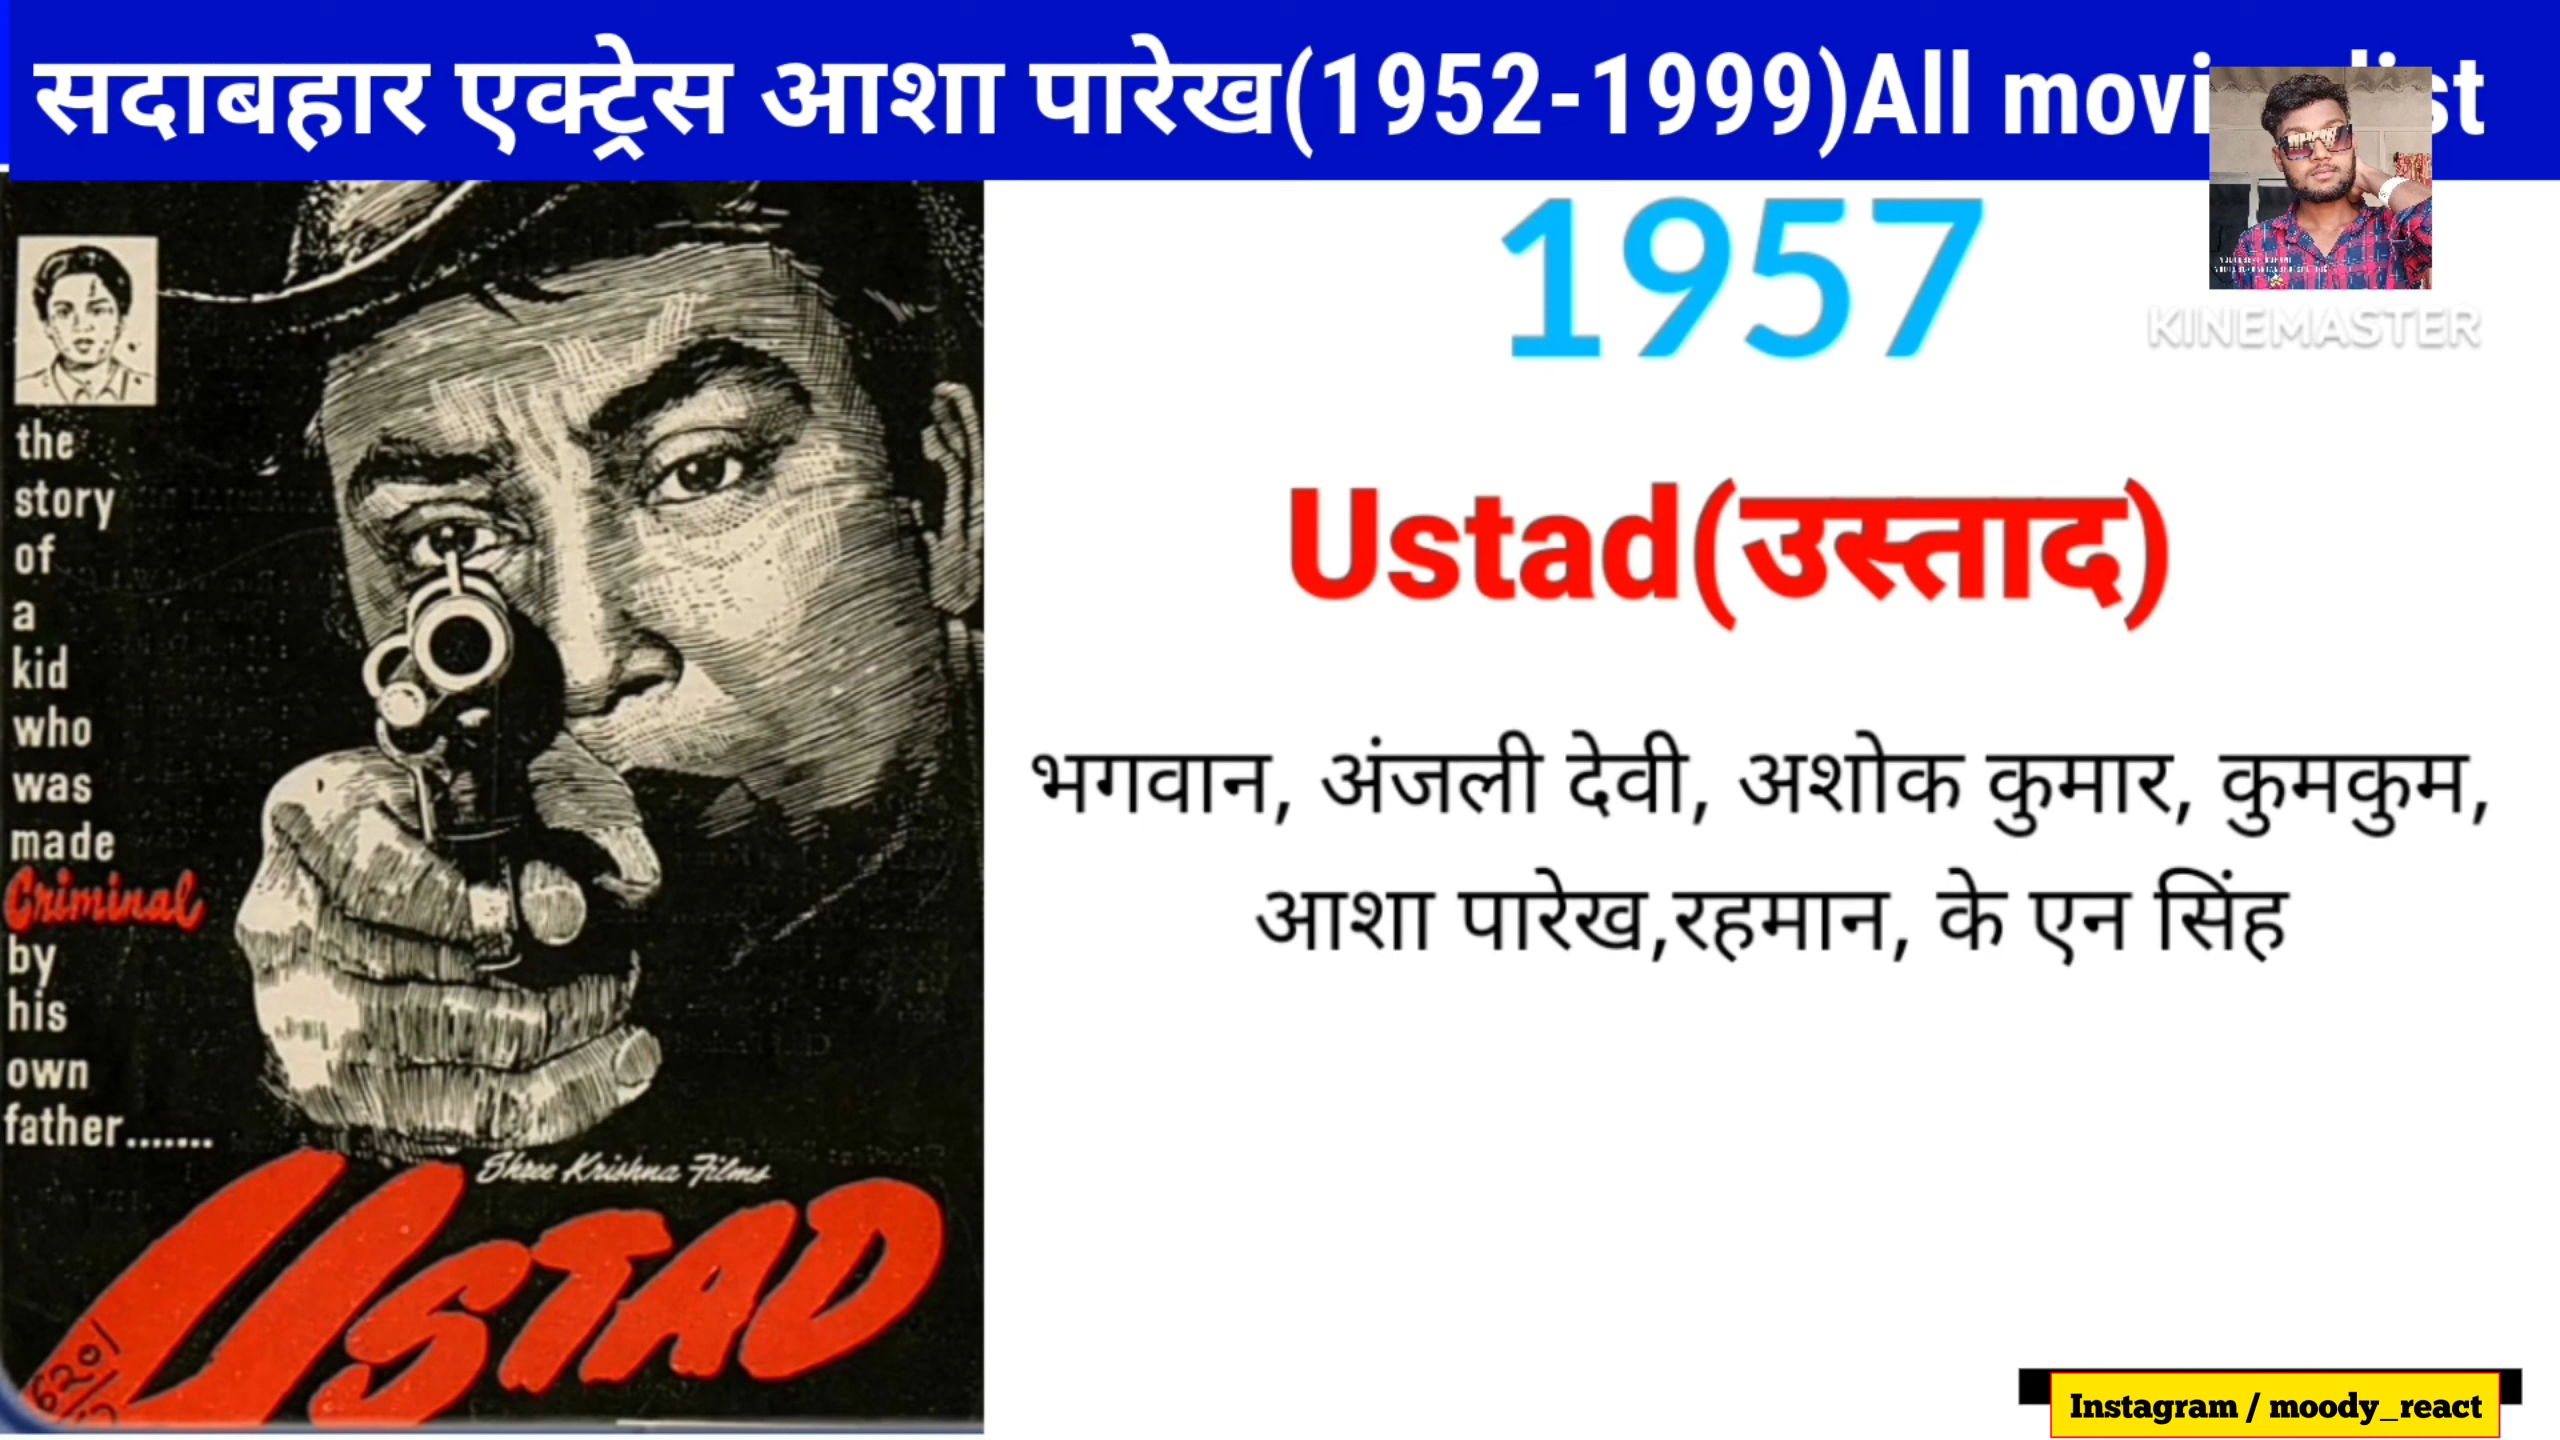 सदाबहार एक्ट्रेस आशा पारेख(1952-1999)All
1957
KINEMASTER
Ustad(उस्ताद)
भगवान, अंजली देवी, अशोक कुमार, कुमकुम,
आशा पारेख,रहमान, के एन सिंह
the
story
of
a
kid
who
was
made
Criminal
by
his
own
father.......
Shree Krishna Films
USTAD
Instagram / moody_react